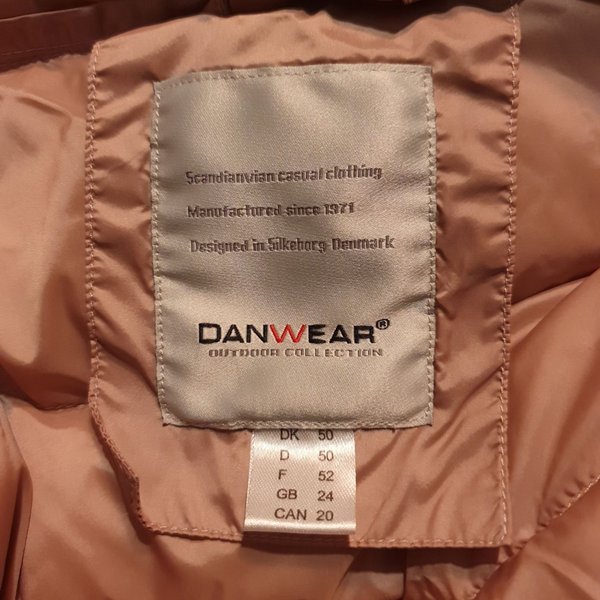 Scandianvian casual clothing
Manufactured since 1971
Designed in Silkeborg Denmark
DANWEAR®
OUTDOOR COLLECTION
DK 50
D 50
F 52
GB 24
CAN 20